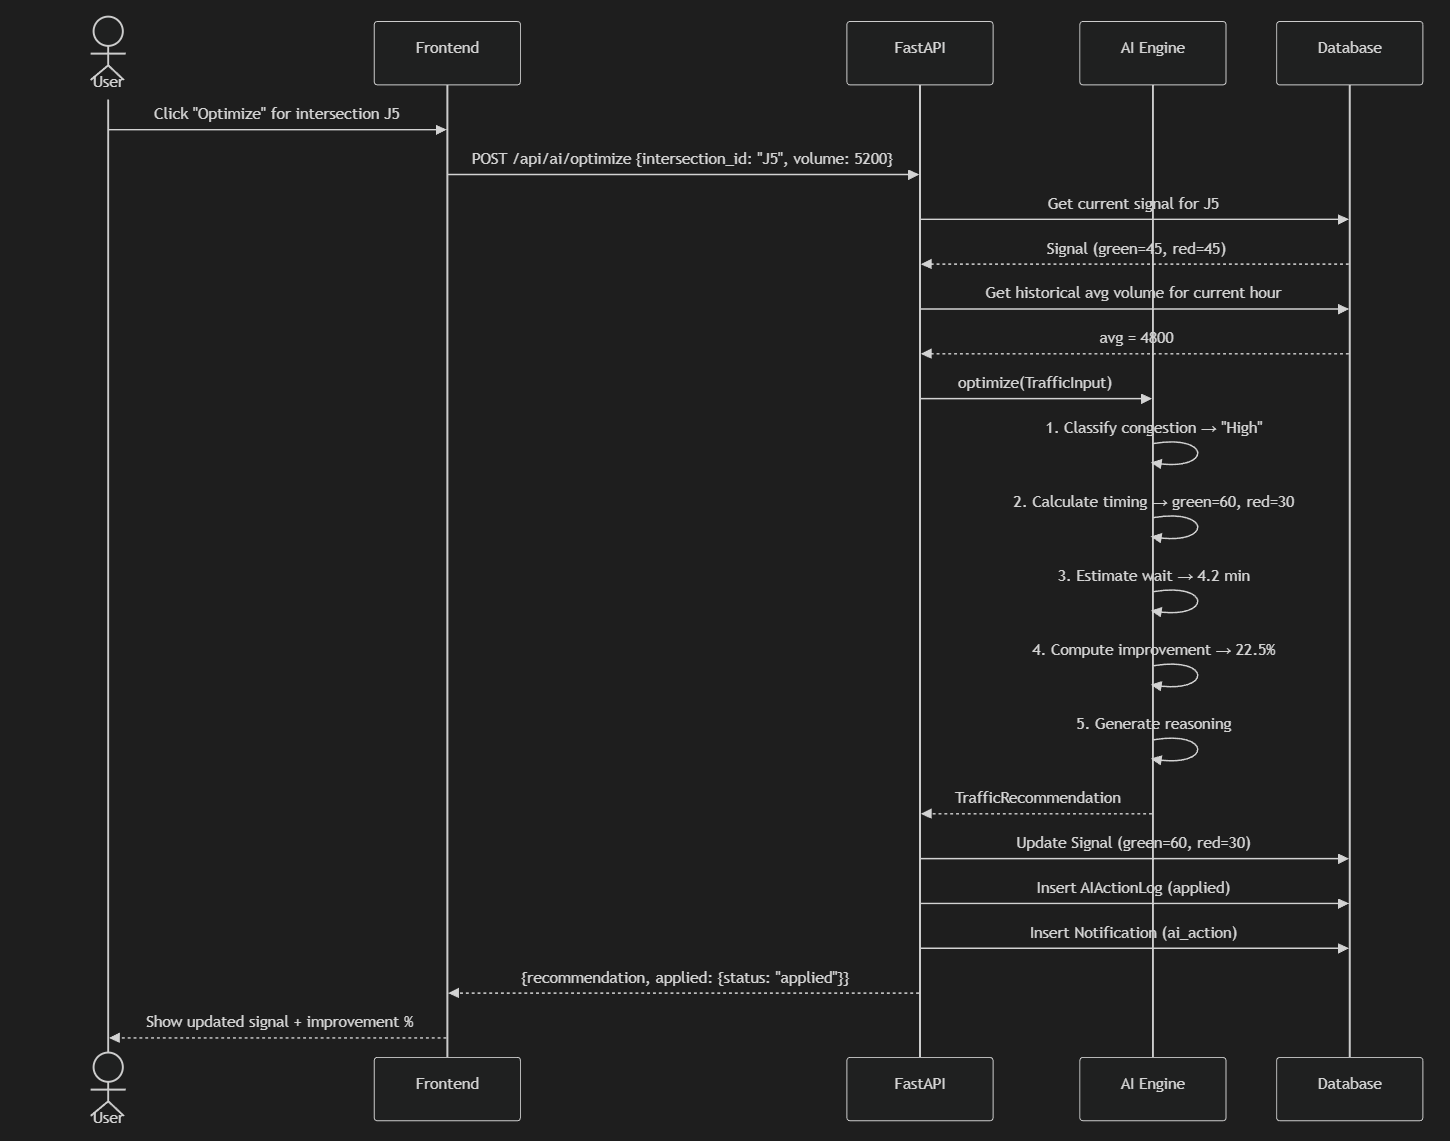 User
Frontend
FastAPI
AI Engine
Database
Click "Optimize" for intersection J5
POST /api/ai/optimize {intersection_id: "J5", volume: 5200}
Get current signal for J5
Signal (green=45, red=45)
Get historical avg volume for current hour
avg = 4800
optimize(TrafficInput)
1. Classify congestion → "High"
2. Calculate timing → green=60, red=30
3. Estimate wait → 4.2 min
4. Compute improvement → 22.5%
5. Generate reasoning
TrafficRecommendation
Update Signal (green=60, red=30)
Insert AIActionLog (applied)
Insert Notification (ai_action)
{recommendation, applied: {status: "applied"}}
Show updated signal + improvement %
User
Frontend
FastAPI
AI Engine
Database